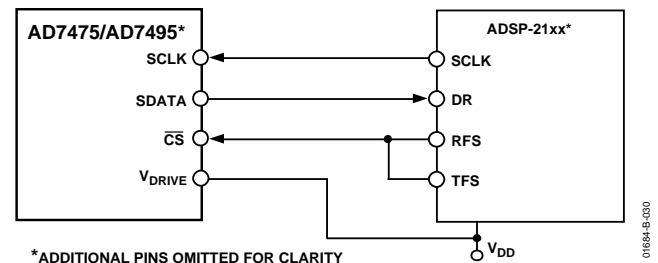 AD7475/AD7495*
SCLK
SDATA
CS
VDRIVE
ADSP-21xx*
SCLK
DR
RFS
TFS
VDD
*ADDITIONAL PINS OMITTED FOR CLARITY
01684-B-030